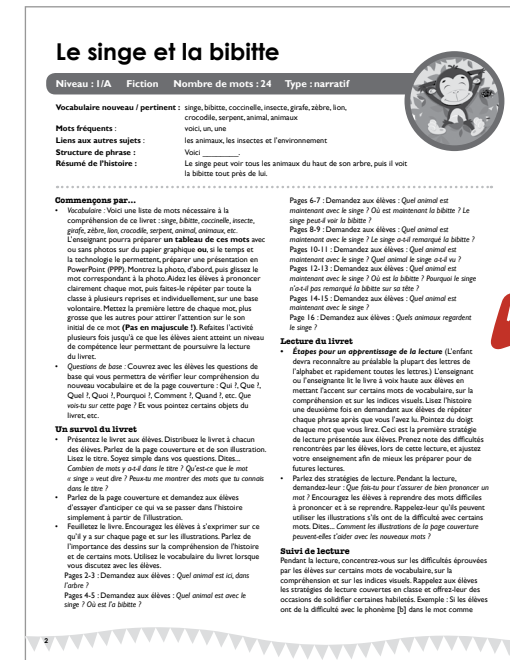 Le singe et la bibitte
Niveau : 1/A Fiction Nombre de mots : 24 Type : narratif
Vocabulaire nouveau / pertinent : singe, bibitte, coccinelle, insecte, girafe, zèbre, lion,
crocodile, serpent, animal, animaux
Mots fréquents : voici, un, une
Liens aux autres sujets : les animaux, les insectes et l'environnement
Structure de phrase : Voici ________.
Résumé de l'histoire : Le singe peut voir tous les animaux du haut de son arbre, puis il voit
la bibitte tout près de lui.
Commençons par...
• Vocabulaire : Voici une liste de mots nécessaire à la
compréhension de ce livret : singe, bibitte, coccinelle, insecte,
girafe, zèbre, lion, crocodile, serpent, animal, animaux, etc.
L'enseignant pourra préparer un tableau de ces mots avec
ou sans photos sur du papier graphique ou, si le temps et
la technologie le permettent, préparer une présentation en
PowerPoint (PPP). Montrez la photo, d'abord, puis glissez le
mot correspondant à la photo. Aidez les élèves à prononcer
clairement chaque mot, puis faites-le répéter par toute la
classe à plusieurs reprises et individuellement, sur une base
volontaire. Mettez la première lettre de chaque mot, plus
grosse que les autres pour attirer l'attention sur le son
initial de ce mot (Pas en majuscule !). Refaites l'activité
plusieurs fois jusqu'à ce que les élèves aient atteint un niveau
de compétence leur permettant de poursuivre la lecture
du livret.
• Questions de base : Couvrez avec les élèves les questions de
base qui vous permettra de vérifier leur compréhension du
nouveau vocabulaire et de la page couverture : Qui ?, Que ?,
Quel ?, Quoi ?, Pourquoi ?, Comment ?, Quand ?, etc. Que
vois-tu sur cette page ? Et vous pointez certains objets du
livret, etc.
Un survol du livret
• Présentez le livret aux élèves. Distribuez le livret à chacun
des élèves. Parlez de la page couverture et de son illustration.
Lisez le titre. Soyez simple dans vos questions. Dites...
Combien de mots y a-t-il dans le titre ? Qu'est-ce que le mot
« singe » veut dire ? Peux-tu me montrer des mots que tu connais
dans le titre ?
• Parlez de la page couverture et demandez aux élèves
d'essayer d'anticiper ce qui va se passer dans l'histoire
simplement à partir de l'illustration.
• Feuilletez le livre. Encouragez les élèves à s'exprimer sur ce
qu'il y a sur chaque page et sur les illustrations. Parlez de
l'importance des dessins sur la compréhension de l'histoire
et de certains mots. Utilisez le vocabulaire du livret lorsque
vous discutez avec les élèves.
Pages 2-3 : Demandez aux élèves : Quel animal est ici, dans
l'arbre ?
Pages 4-5 : Demandez aux élèves : Quel animal est avec le
singe ? Où est l'a bibitte ?
Pages 6-7 : Demandez aux élèves : Quel animal est
maintenant avec le singe ? Où est maintenant la bibitte ? Le
singe peut-il voir la bibitte ?
Pages 8-9 : Demandez aux élèves : Quel animal est
maintenant avec le singe ? Le singe a-t-il remarqué la bibitte ?
Pages 10-11 : Demandez aux élèves : Quel animal est
maintenant avec le singe ? Quel animal le singe a-t-il vu ?
Pages 12-13 : Demandez aux élèves : Quel animal est
maintenant avec le singe ? Où est la bibitte ? Pourquoi le singe
n'a-t-il pas remarqué la bibitte sur sa tête ?
Pages 14-15 : Demandez aux élèves : Quel animal est
maintenant avec le singe ?
Page 16 : Demandez aux élèves : Quels animaux regardent
le singe ?
Lecture du livret
• Étapes pour un apprentissage de la lecture (L'enfant
devra reconnaître au préalable la plupart des lettres de
l'alphabet et rapidement toutes les lettres.) L'enseignant
ou l'enseignante lit le livre à voix haute aux élèves en
mettant l'accent sur certains mots de vocabulaire, sur la
compréhension et sur les indices visuels. Lisez l'histoire
une deuxième fois en demandant aux élèves de répéter
chaque phrase après que vous l'avez lu. Pointez du doigt
chaque mot que vous lirez. Ceci est la première stratégie
de lecture présentée aux élèves. Prenez note des difficultés
rencontrées par les élèves, lors de cette lecture, et ajustez
votre enseignement afin de mieux les préparer pour de
futures lectures.
• Parlez des stratégies de lecture. Pendant la lecture,
demandez-leur : Que fais-tu pour t'assurer de bien prononcer un
mot ? Encouragez les élèves à reprendre des mots difficiles
à prononcer et à se reprendre. Rappelez-leur qu'ils peuvent
utiliser les illustrations s'ils ont de la difficulté avec certains
mots. Dites... Comment les illustrations de la page couverture
peuvent-elles t'aider avec les nouveaux mots ?
Suivi de lecture
Pendant la lecture, concentrez-vous sur les difficultés éprouvées
par les élèves sur certains mots de vocabulaire, sur la
compréhension et sur les indices visuels. Rappelez aux élèves
les stratégies de lecture couvertes en classe et offrez-leur des
occasions de solidifier certaines habiletés. Exemple : Si les élèves
ont de la difficulté avec le phonème [b] dans le mot comme
2